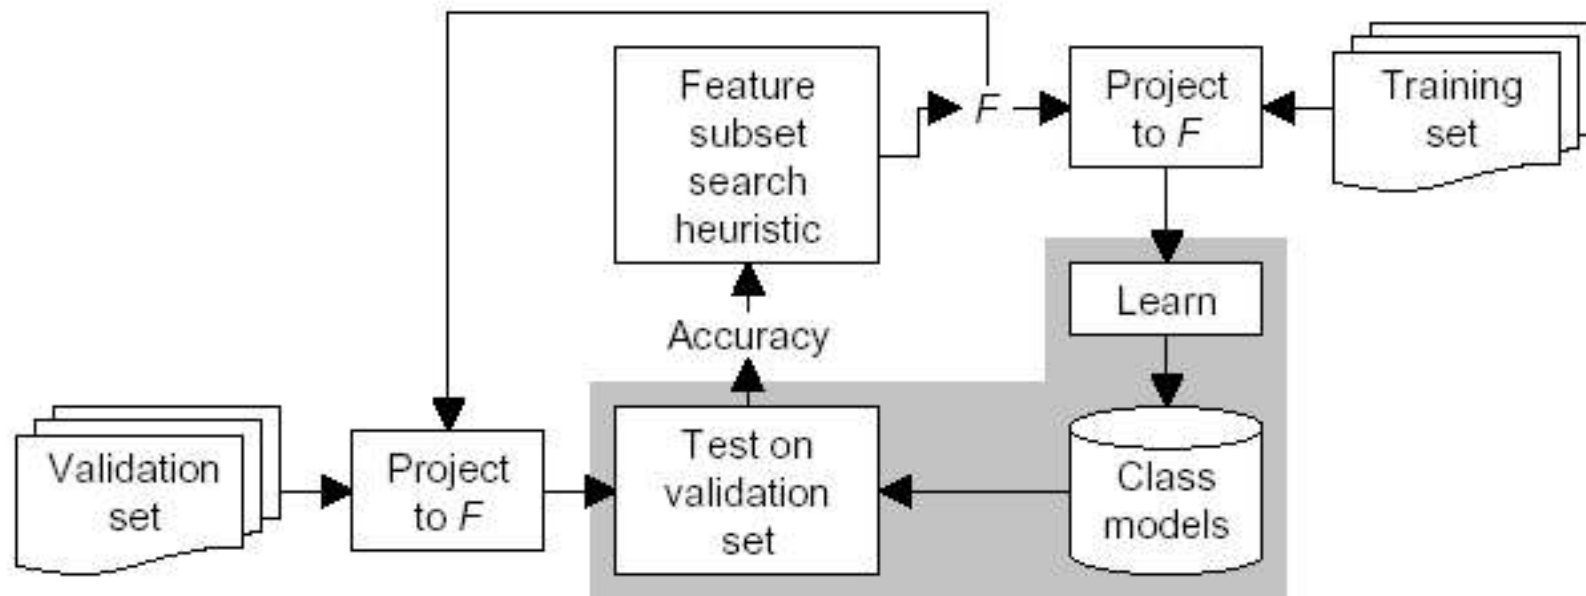 Feature
subset
search
heuristic
F
Project
to F
Training
set
Learn
Accuracy
Validation
set
Project
to F
Test on
validation
set
Class
models